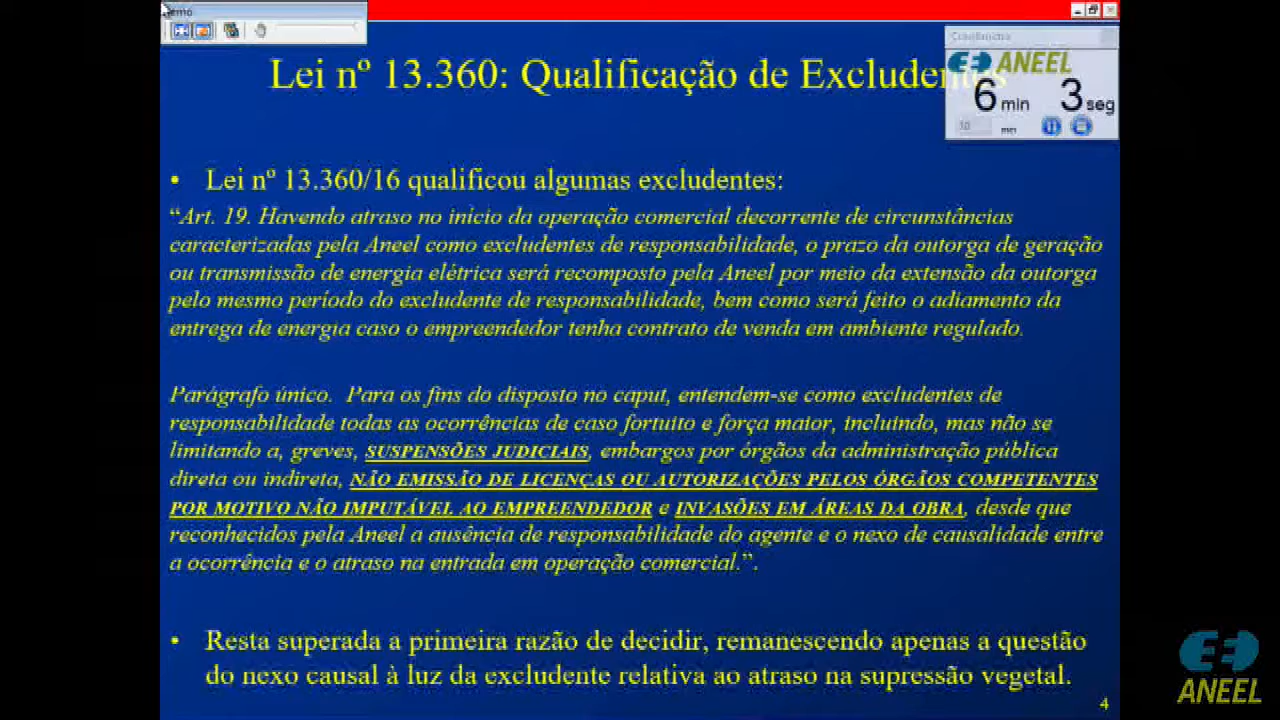 Lei nº 13.360: Qualificação de
Cronômetro
ANEEL
6 min 3 seg
10 min
• Lei nº 13.360/16 qualificou algumas excludentes:
“Art. 19. Havendo atraso no início da operação comercial decorrente de circunstâncias
caracterizadas pela Aneel como excludentes de responsabilidade, o prazo da outorga de geração
ou transmissão de energia elétrica será recomposto pela Aneel por meio da extensão da outorga
pelo mesmo período do excludente de responsabilidade, bem como será feito o adiamento da
entrega de energia caso o empreendedor tenha contrato de venda em ambiente regulado.
Parágrafo único. Para os fins do disposto no caput, entendem-se como excludentes de
responsabilidade todas as ocorrências de caso fortuito e força maior, incluindo, mas não se
limitando a, greves, SUSPENSÕES JUDICIAIS, embargos por órgãos da administração pública
direta ou indireta, NÃO EMISSÃO DE LICENÇAS OU AUTORIZAÇÕES PELOS ÓRGÃOS COMPETENTES
POR MOTIVO NÃO IMPUTÁVEL AO EMPREENDEDOR e INVASÕES EM ÁREAS DA OBRA, desde que
reconhecidos pela Aneel a ausência de responsabilidade do agente e o nexo de causalidade entre
a ocorrência e o atraso na entrada em operação comercial.”.
• Resta superada a primeira razão de decidir, remanescendo apenas a questão
do nexo causal à luz da excludente relativa ao atraso na supressão vegetal.
4
ANEEL